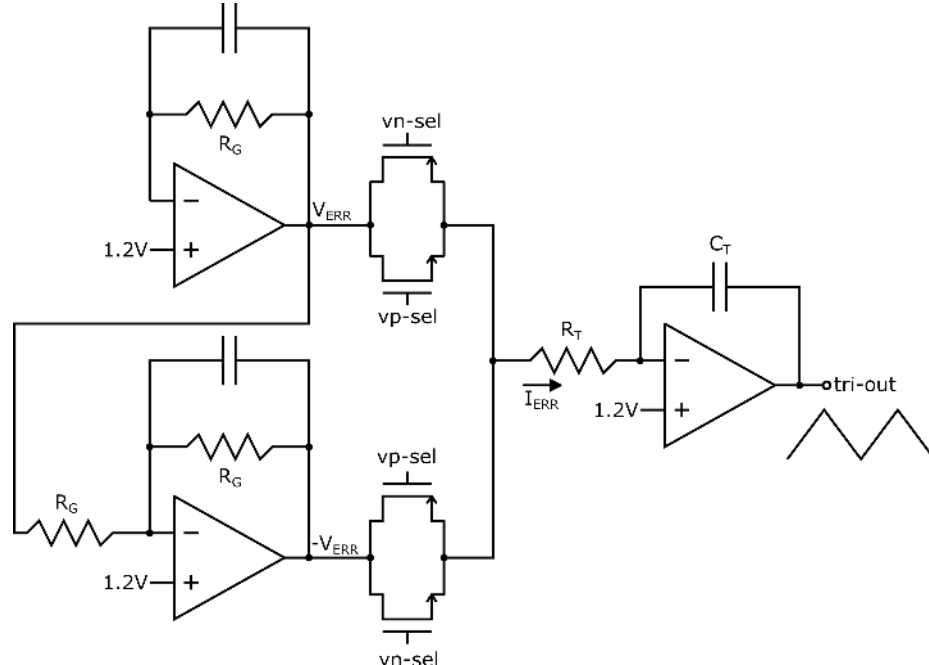 R_G
vn-sel
−
V_ERR
1.2V
+
vp-sel
C_T
R_T
−
tri-out
I_ERR
1.2V
+
R_G
vp-sel
R_G
−
-V_ERR
1.2V
+
vn-sel